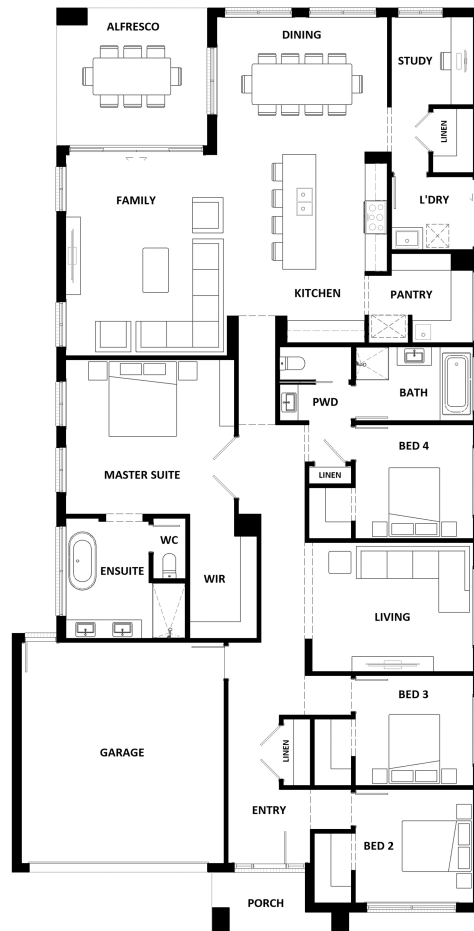 ALFRESCO
DINING
STUDY
LINEN
FAMILY
L'DRY
KITCHEN
PANTRY
PWD
BATH
BED 4
MASTER SUITE
LINEN
WC
ENSUITE
WIR
LIVING
BED 3
GARAGE
LINEN
ENTRY
BED 2
PORCH